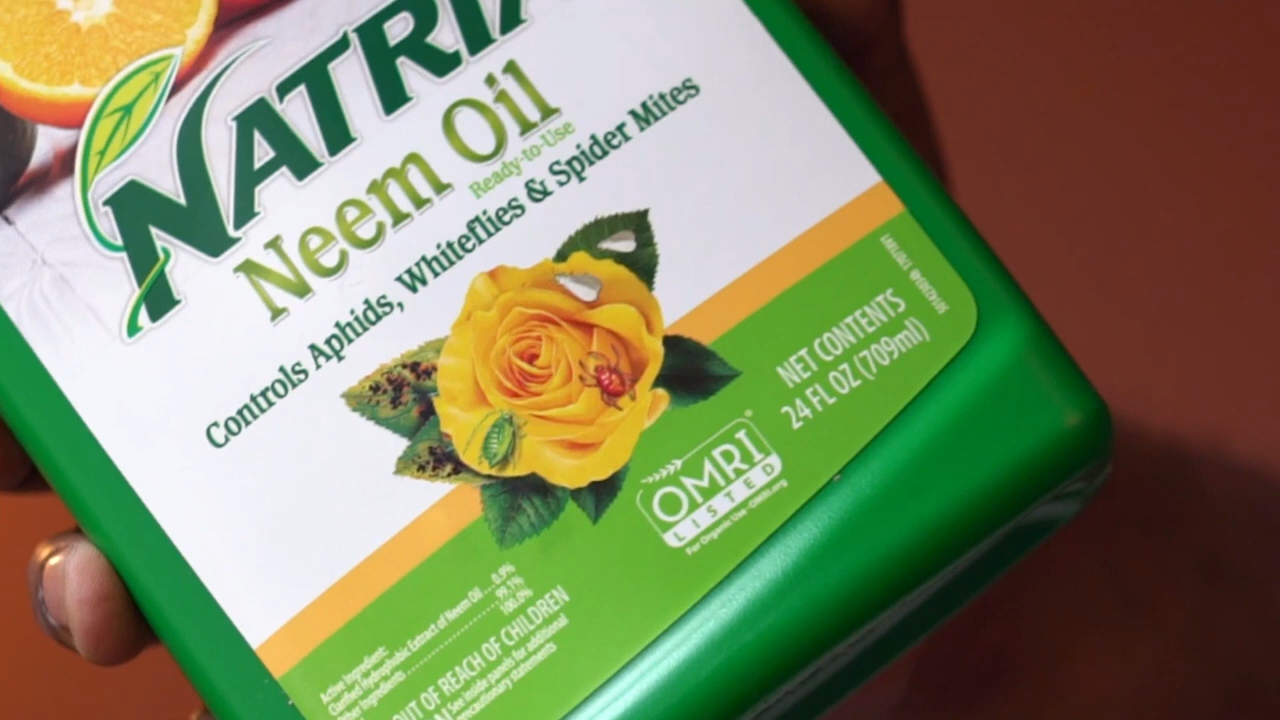 NATRIA
Neem Oil
Ready-to-Use
Controls Aphids, Whiteflies & Spider Mites
NET CONTENTS
24 FL OZ (709ml)
OMRI
LISTED
For Organic Use - OMRI.org
Active Ingredient:
Clarified Hydrophobic Extract of Neem Oil .... 0.9%
Other Ingredients ........................ 99.1%
100.0%
OUT OF REACH OF CHILDREN
See inside panels for additional
precautionary statements